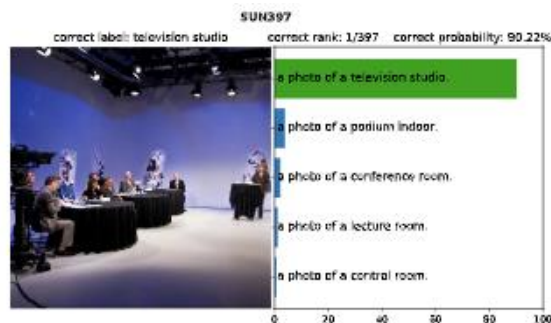 SUN397
correct label: television studio correct rank: 1/397 correct probability: 90.22%
a photo of a television studio.
a photo of a podium indoor.
a photo of a conference room.
a photo of a lecture room.
a photo of a control room.
0 20 40 60 80 100